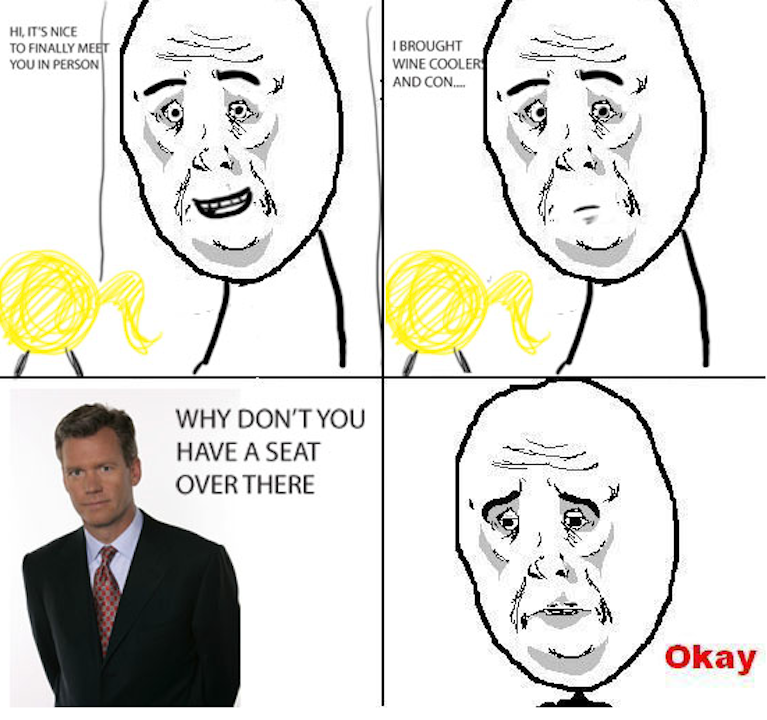 HI, IT'S NICE
TO FINALLY MEET
YOU IN PERSON
I BROUGHT
WINE COOLERS
AND CON....
WHY DON'T YOU
HAVE A SEAT
OVER THERE
Okay